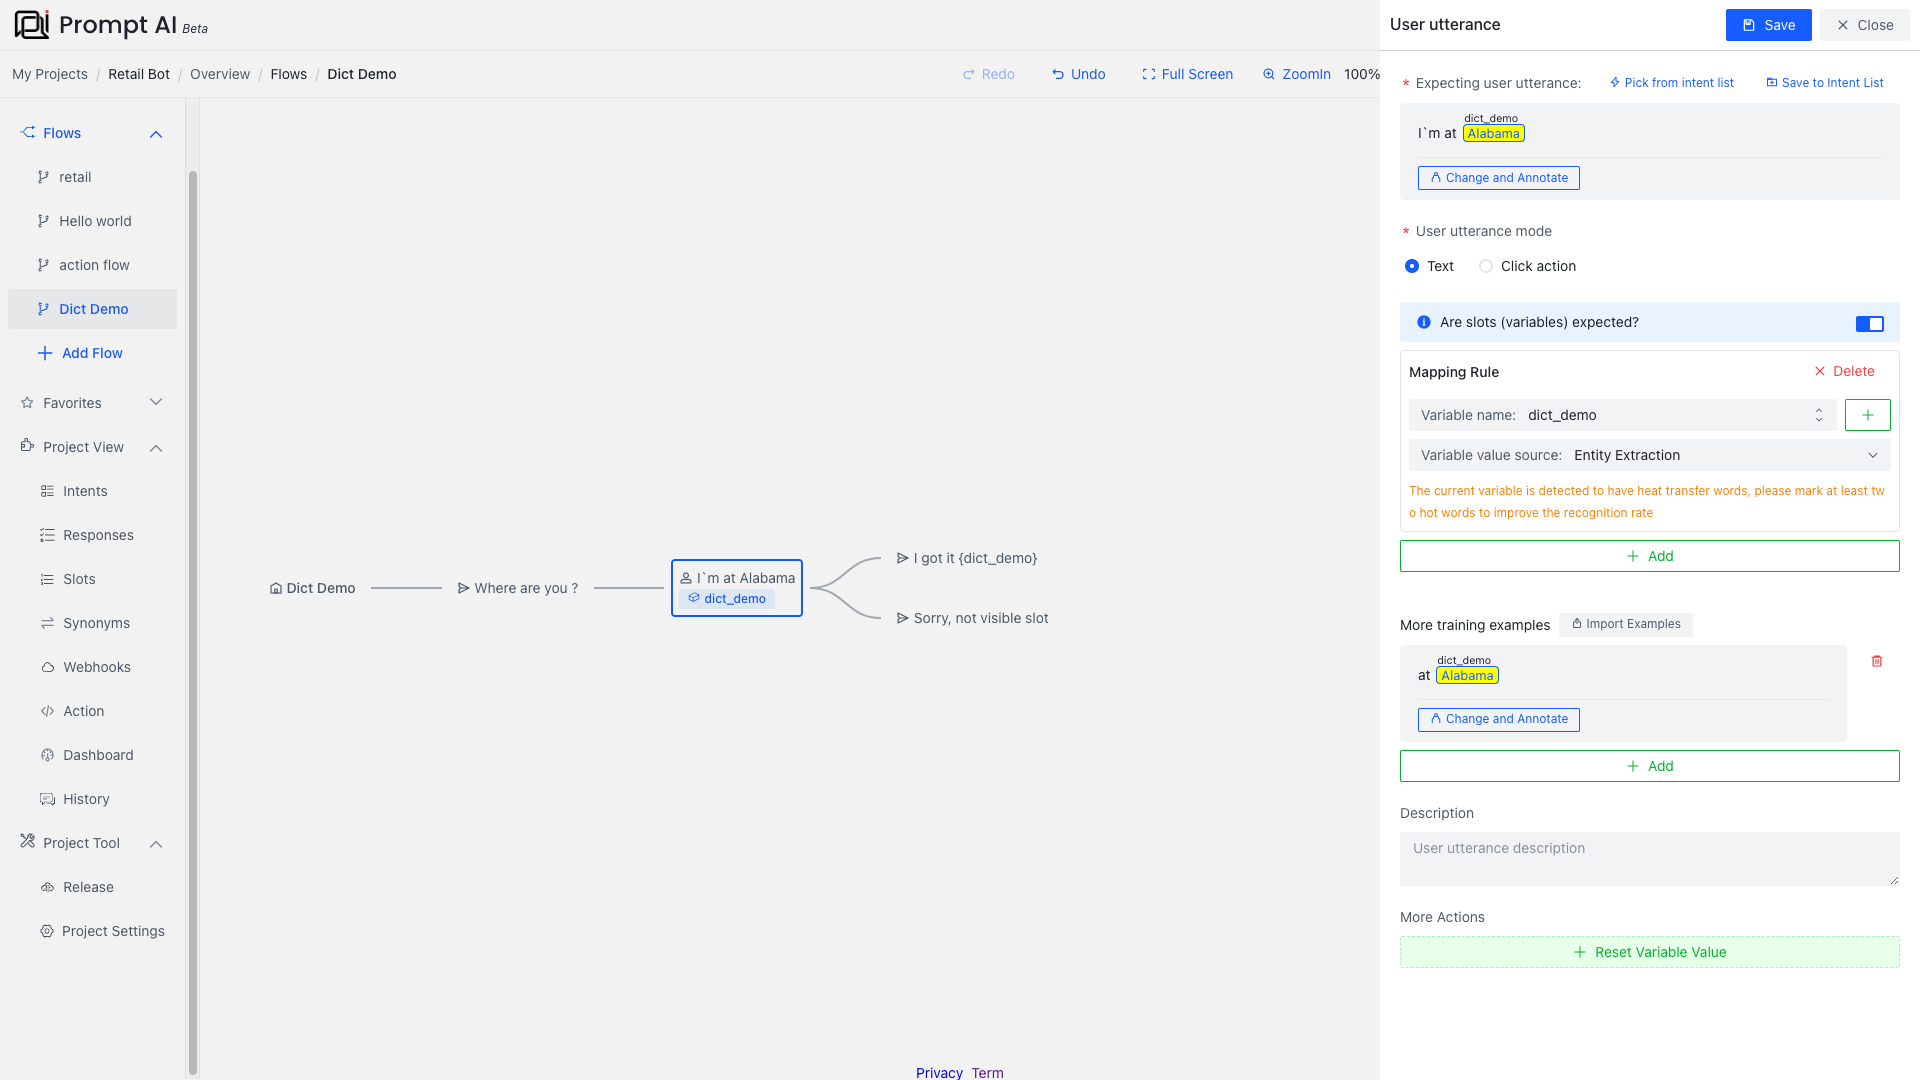 Prompt AI Beta
My Projects / Retail Bot / Overview / Flows / Dict Demo
Redo
Undo
Full Screen
ZoomIn
100%
Flows
retail
Hello world
action flow
Dict Demo
Add Flow
Favorites
Project View
Intents
Responses
Slots
Synonyms
Webhooks
Action
Dashboard
History
Project Tool
Release
Project Settings
Dict Demo
Where are you ?
I`m at Alabama
dict_demo
I got it {dict_demo}
Sorry, not visible slot
Privacy Term
User utterance
Save
Close
* Expecting user utterance:
Pick from intent list
Save to Intent List
dict_demo
I`m at Alabama
Change and Annotate
* User utterance mode
Text
Click action
Are slots (variables) expected?
Mapping Rule
Delete
Variable name: dict_demo
Variable value source: Entity Extraction
The current variable is detected to have heat transfer words, please mark at least tw
o hot words to improve the recognition rate
Add
More training examples
Import Examples
dict_demo
at Alabama
Change and Annotate
Add
Description
User utterance description
More Actions
Reset Variable Value